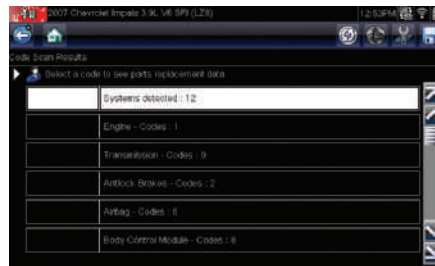 2007 Chevrolet Impala 3.9L V6 SFI (LZ8)
12:53PM
Code Scan Results
Select a code to see parts replacement data
Systems detected : 12
Engine - Codes : 1
Transmission - Codes : 0
Antilock Brakes - Codes : 2
Airbag - Codes :
Body Control Module - Codes :